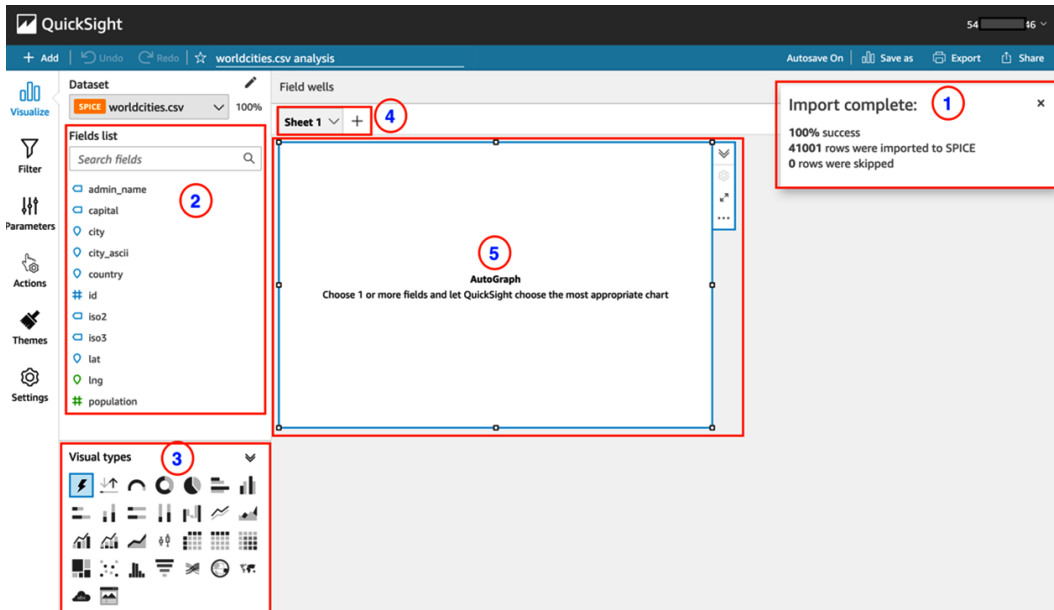 QuickSight
54 46
+ Add Undo Redo worldcities.csv analysis Autosave On Save as Export Share
Visualize
Filter
Parameters
Actions
Themes
Settings
Dataset
SPICE worldcities.csv 100%
Fields list
Search fields
2
admin_name
capital
city
city_ascii
country
id
iso2
iso3
lat
lng
population
Visual types 3
Field wells
Sheet 1 + 4
5
AutoGraph
Choose 1 or more fields and let QuickSight choose the most appropriate chart
Import complete: 1 ×
100% success
41001 rows were imported to SPICE
0 rows were skipped